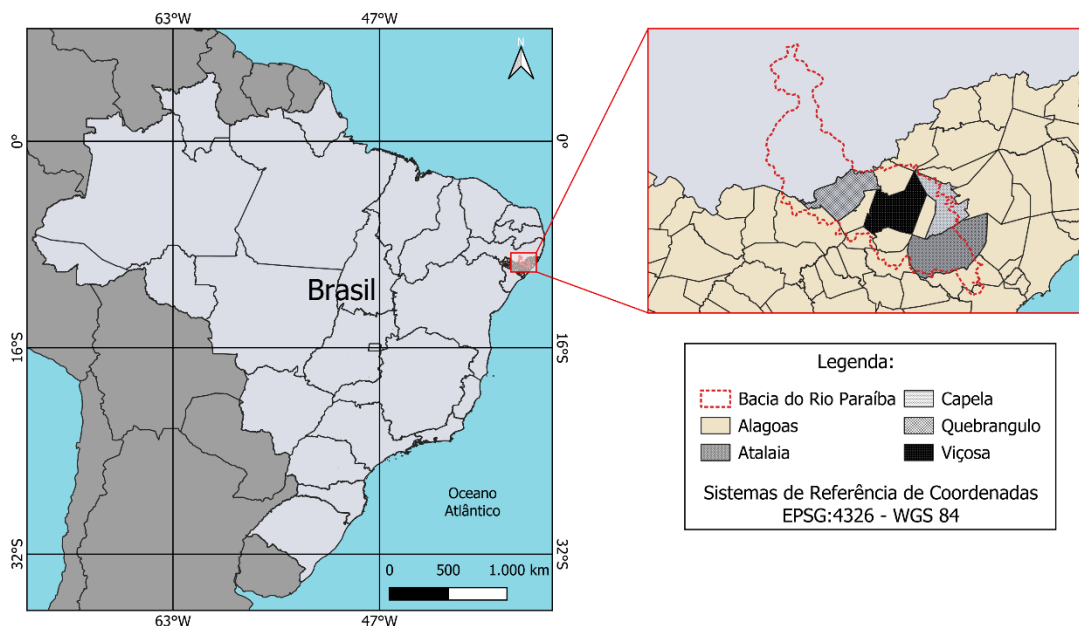 63°W 47°W
N
0° 0°
Brasil
16°S 16°S
Oceano
Atlântico
32°S 32°S
0 500 1.000 km
63°W 47°W
Legenda:
Bacia do Rio Paraíba
Capela
Alagoas
Quebrangulo
Atalaia
Viçosa
Sistemas de Referência de Coordenadas
EPSG:4326 - WGS 84